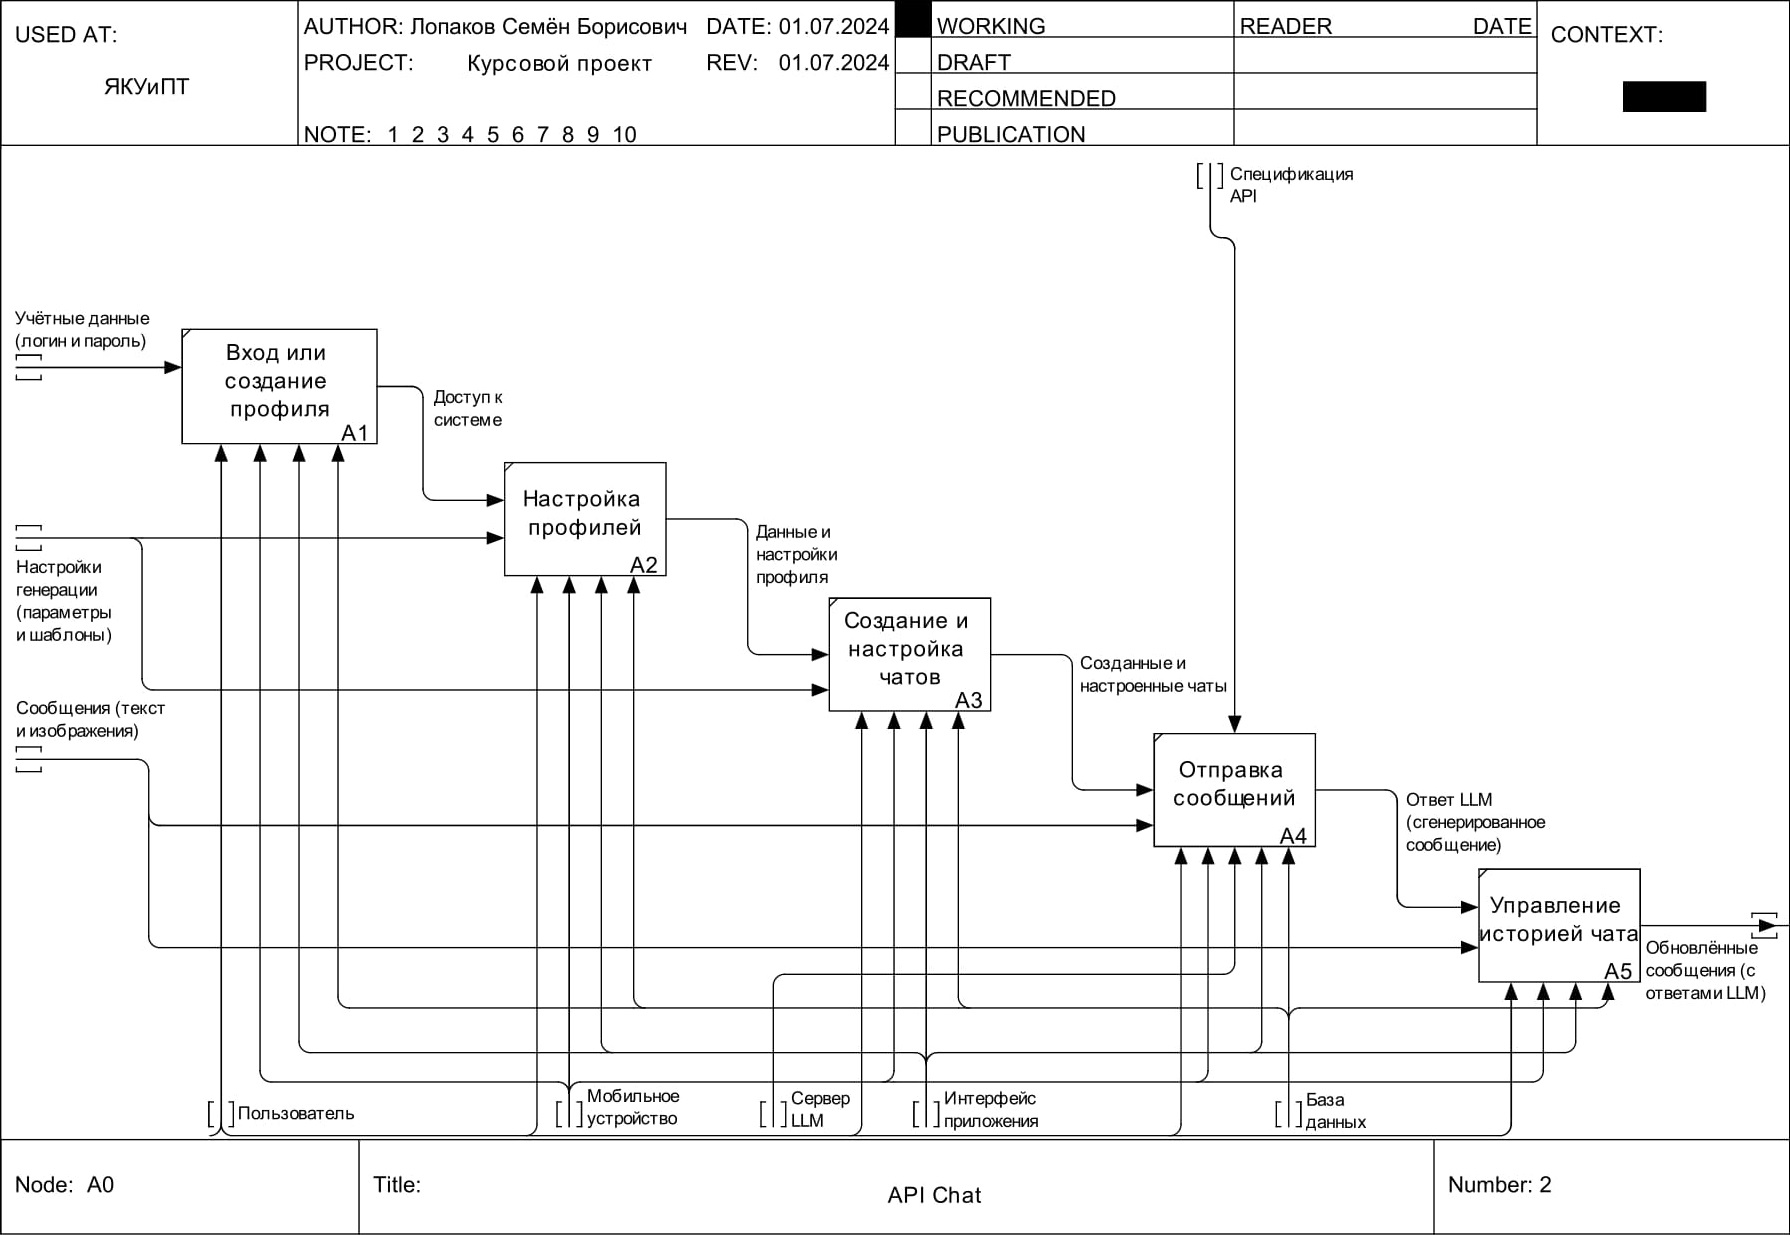 USED AT:
ЯКУиПТ
AUTHOR: Лопаков Семён Борисович
DATE: 01.07.2024
PROJECT: Курсовой проект
REV: 01.07.2024
NOTE: 1 2 3 4 5 6 7 8 9 10
WORKING
DRAFT
RECOMMENDED
PUBLICATION
READER
DATE
CONTEXT:
Спецификация
API
Учётные данные
(логин и пароль)
Вход или
создание
профиля
A1
Доступ к
системе
Настройка
профилей
A2
Настройки
генерации
(параметры
и шаблоны)
Данные и
настройки
профиля
Создание и
настройка
чатов
A3
Созданные и
настроенные чаты
Сообщения (текст
и изображения)
Отправка
сообщений
A4
Ответ LLM
(сгенерированное
сообщение)
Управление
историей чата
A5
Обновлённые
сообщения (с
ответами LLM)
Пользователь
Мобильное
устройство
Сервер
LLM
Интерфейс
приложения
База
данных
Node: A0
Title:
API Chat
Number: 2